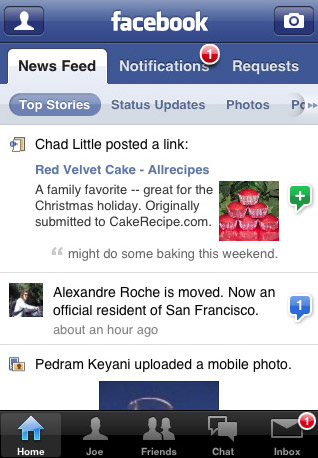 facebook
News Feed Notifications 1 Requests
Top Stories Status Updates Photos Po
Chad Little posted a link:
Red Velvet Cake - Allrecipes
A family favorite -- great for the
Christmas holiday. Originally
submitted to CakeRecipe.com.
“ might do some baking this weekend.
Alexandre Roche is moved. Now an
official resident of San Francisco.
1
about an hour ago
Pedram Keyani uploaded a mobile photo.
Home Joe Friends Chat Inbox 1